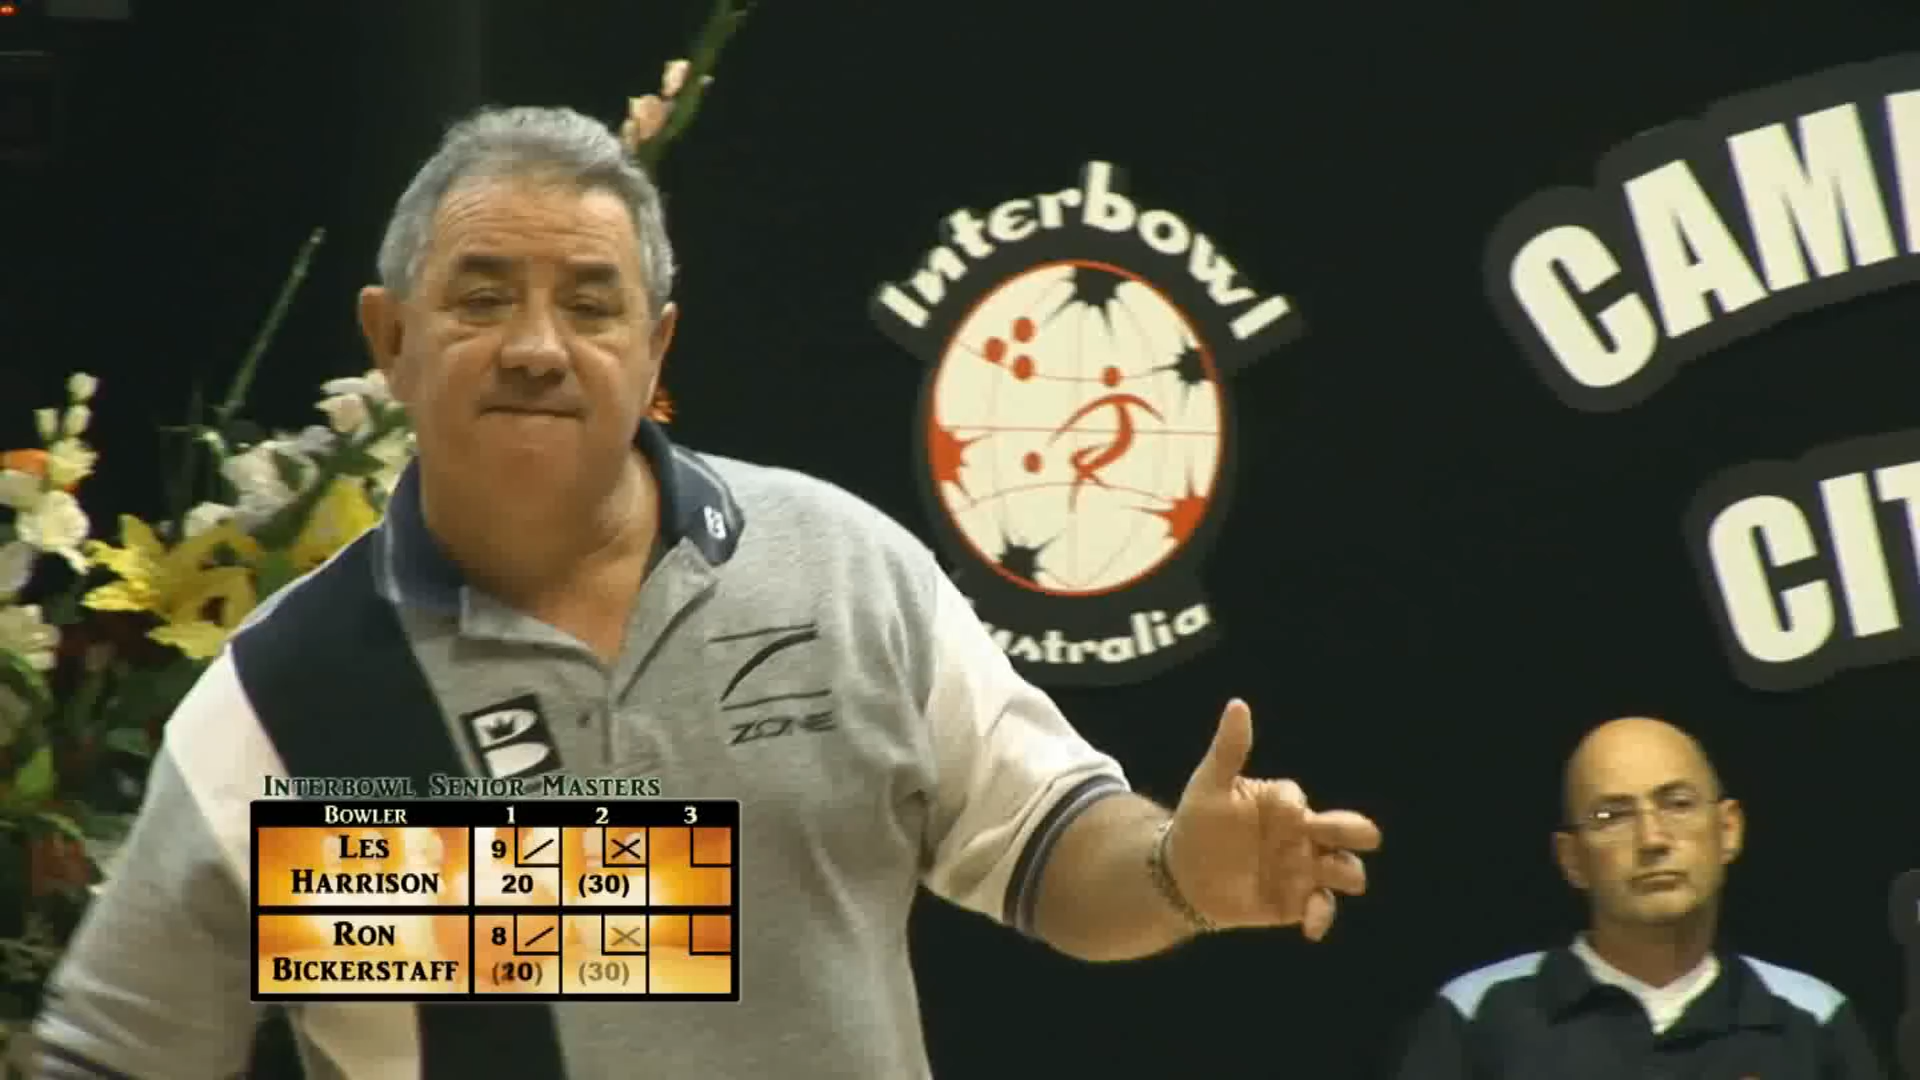 Interbowl
Australia
CAM
CIT
ZONE
B
INTERBOWL SENIOR MASTERS
BOWLER 1 2 3
LES
HARRISON
9 / X
20 (30)
RON
BICKERSTAFF
8 / X
(30)